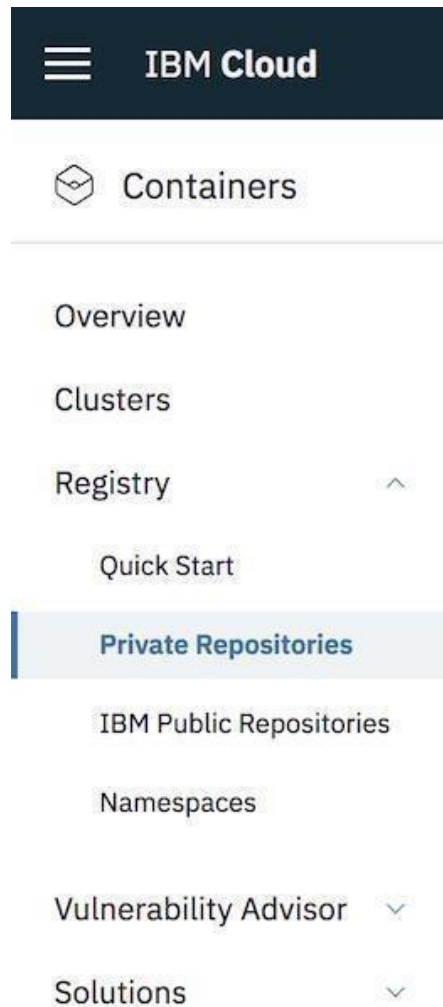 IBM Cloud
Containers
Overview
Clusters
Registry
Quick Start
Private Repositories
IBM Public Repositories
Namespaces
Vulnerability Advisor
Solutions